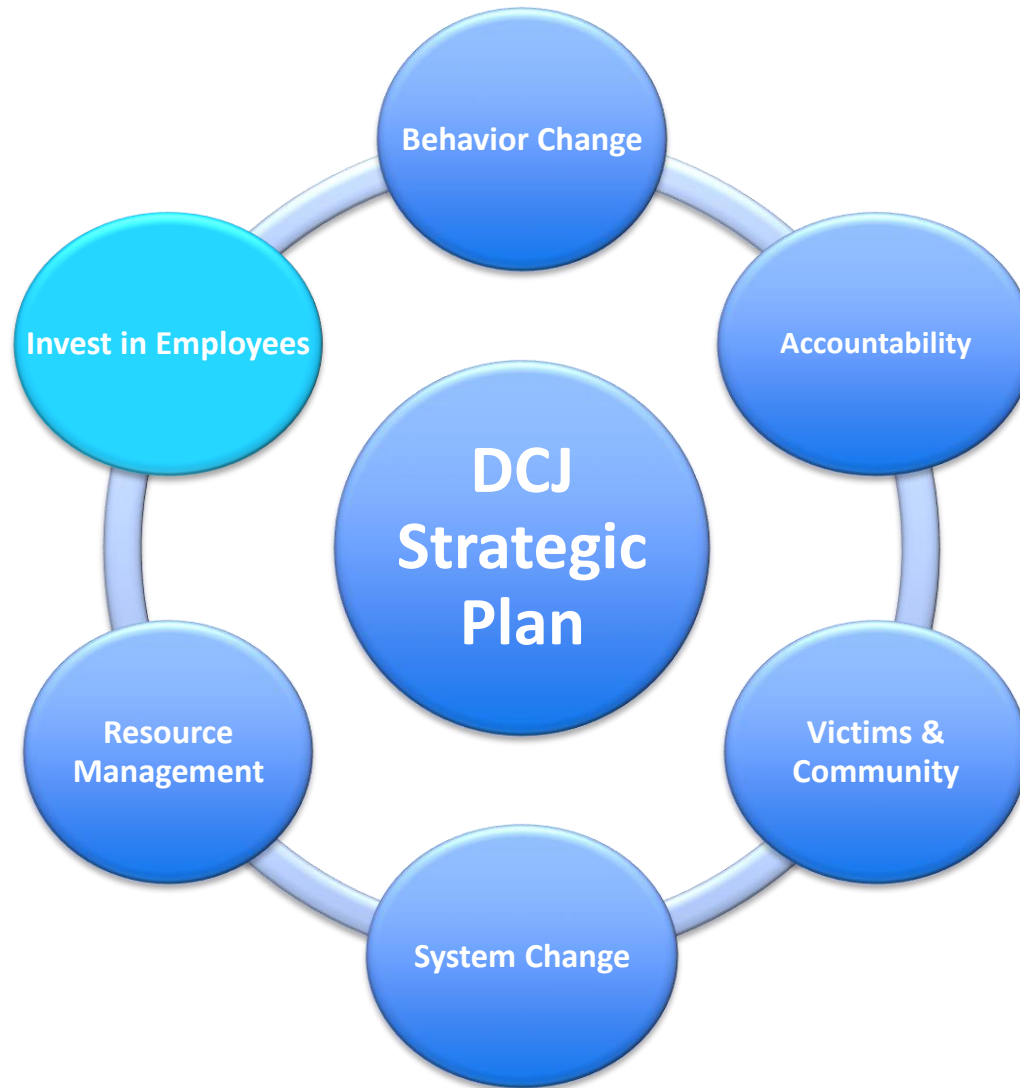 Behavior Change
Invest in Employees
Accountability
DCJ
Strategic
Plan
Resource
Management
Victims &
Community
System Change